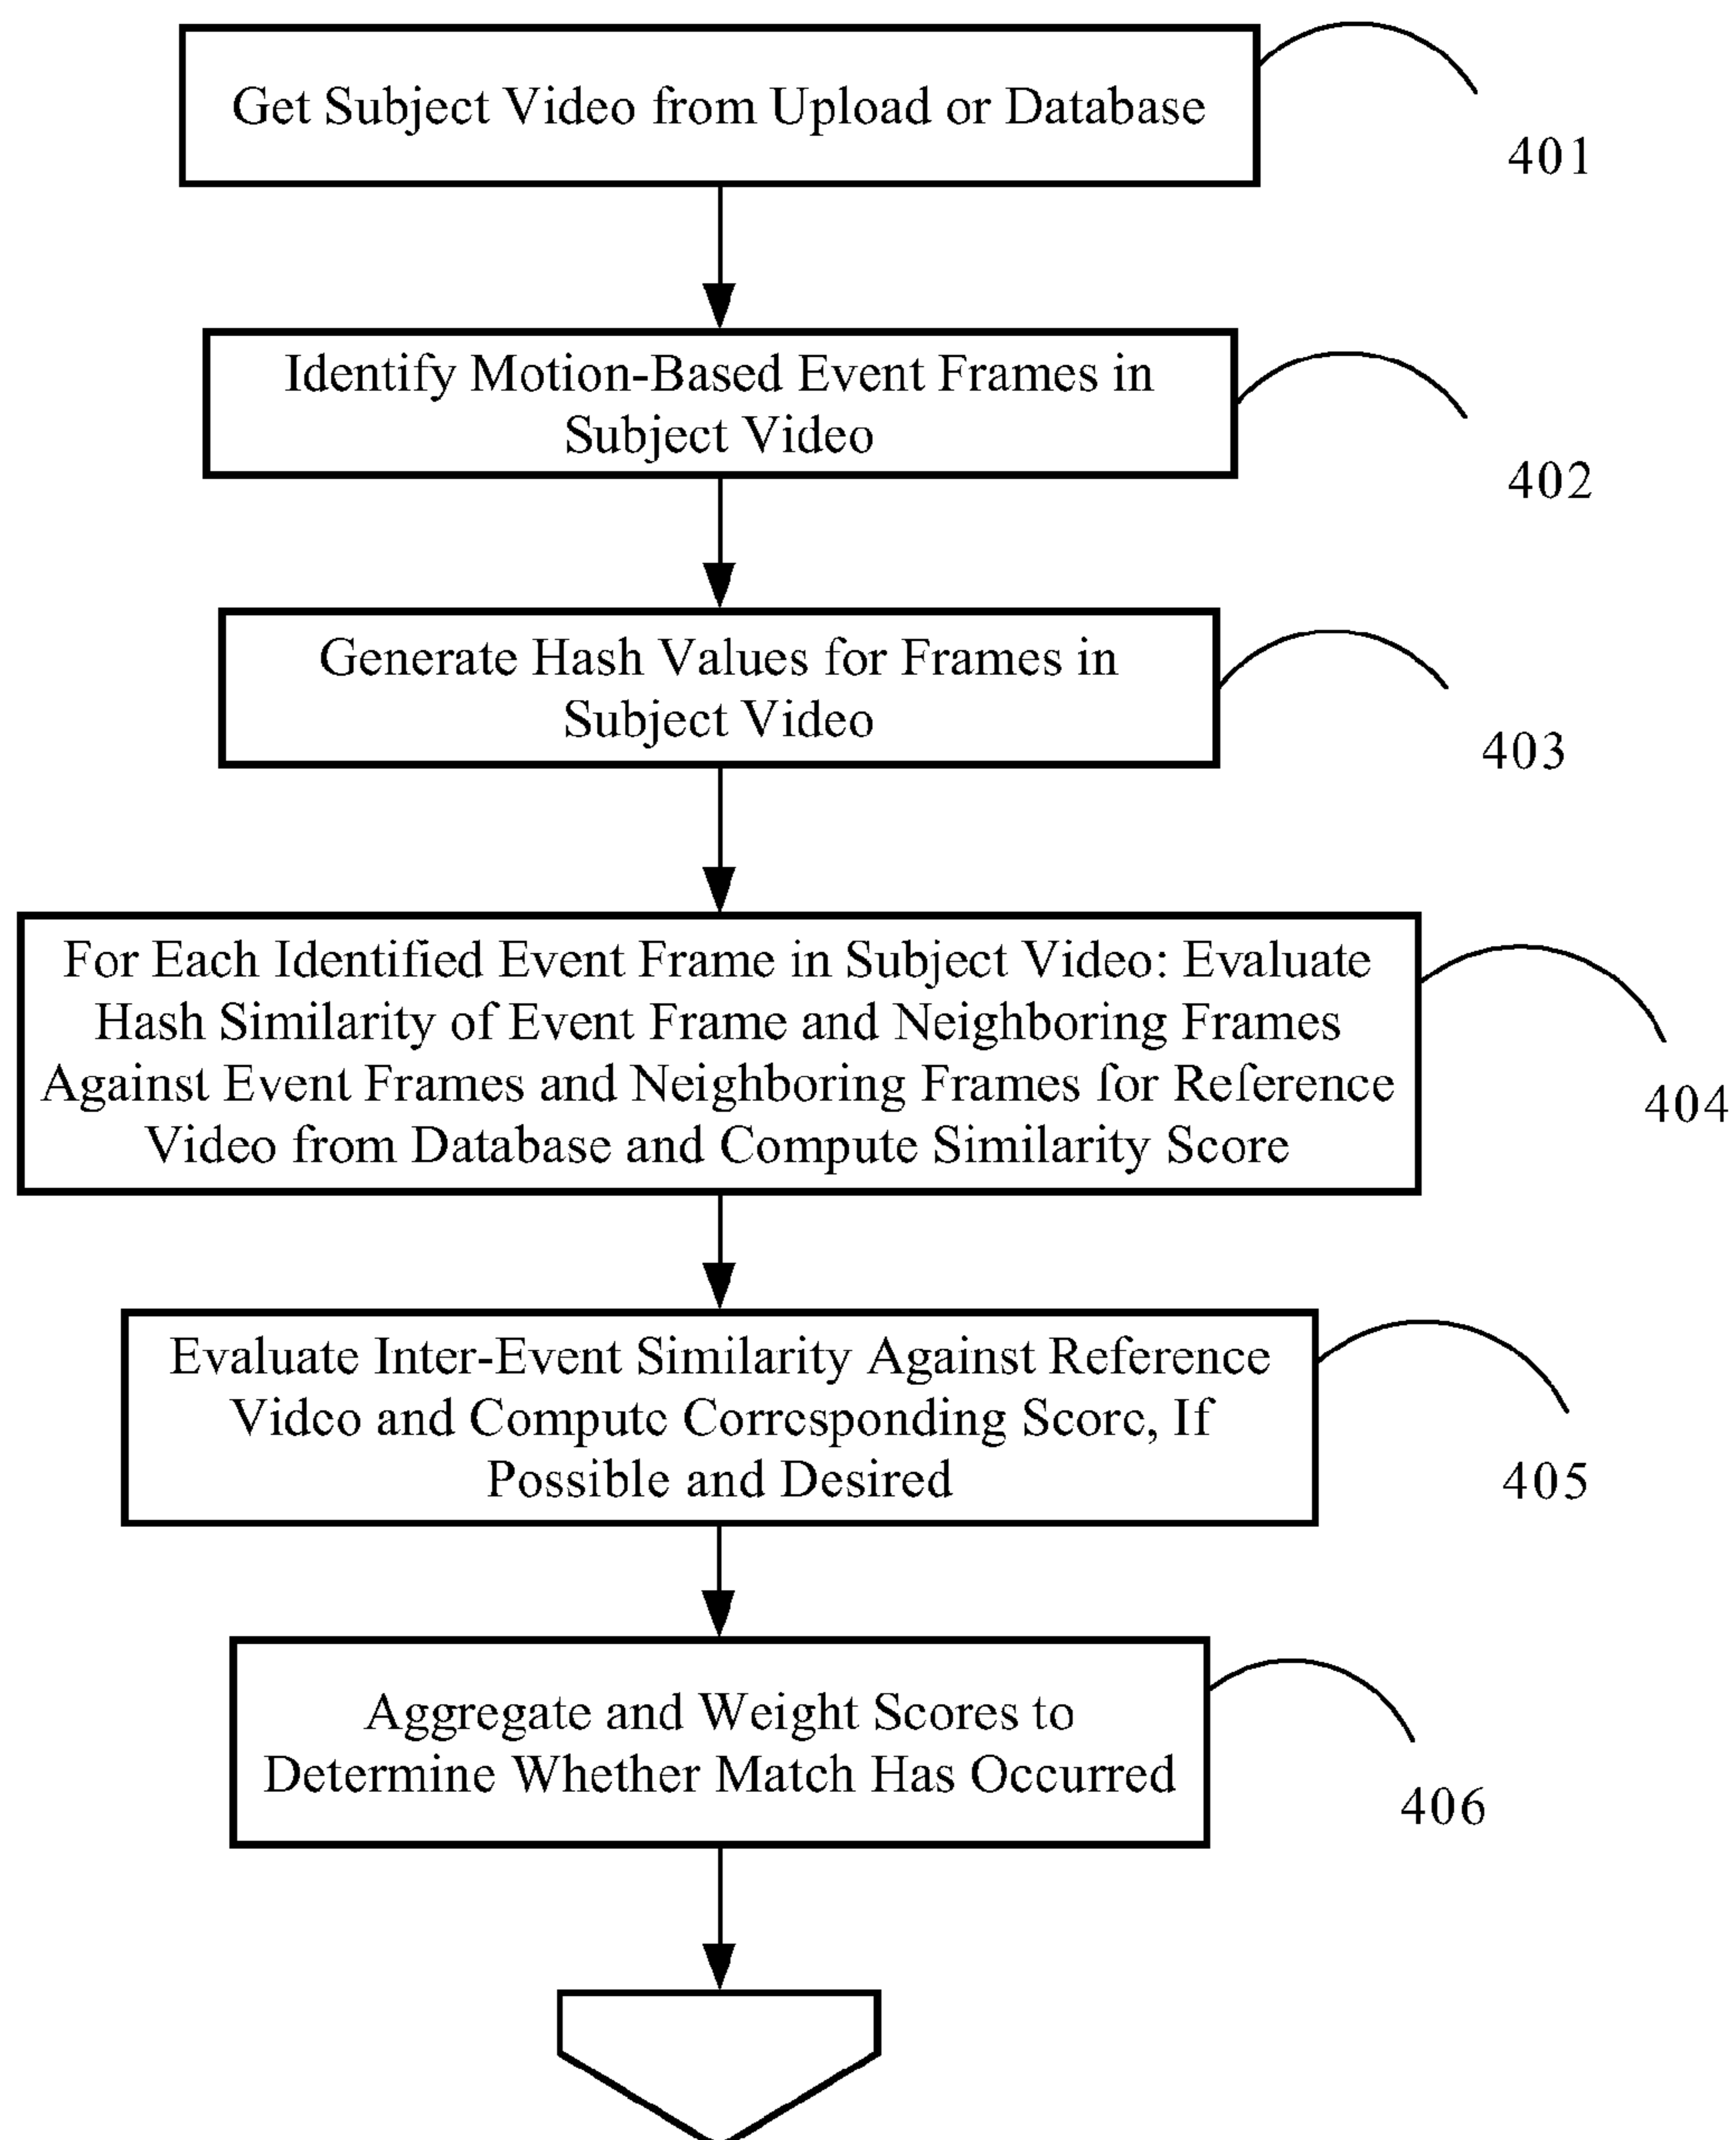 Get Subject Video from Upload or Database
401
Identify Motion-Based Event Frames in
Subject Video
402
Generate Hash Values for Frames in
Subject Video
403
For Each Identified Event Frame in Subject Video: Evaluate
Hash Similarity of Event Frame and Neighboring Frames
Against Event Frames and Neighboring Frames for Reference
Video from Database and Compute Similarity Score
404
Evaluate Inter-Event Similarity Against Reference
Video and Compute Corresponding Score, If
Possible and Desired
405
Aggregate and Weight Scores to
Determine Whether Match Has Occurred
406